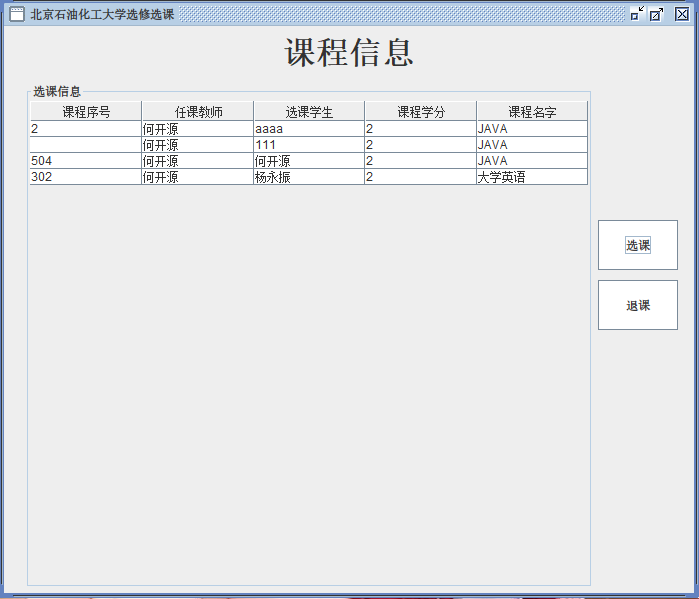 北京石油化工大学选修选课
课程信息
选课信息
课程序号 任课教师 选课学生 课程学分 课程名字
2 何开源 aaaa 2 JAVA
何开源 111 2 JAVA
504 何开源 何开源 2 JAVA
302 何开源 杨永振 2 大学英语
选课
退课